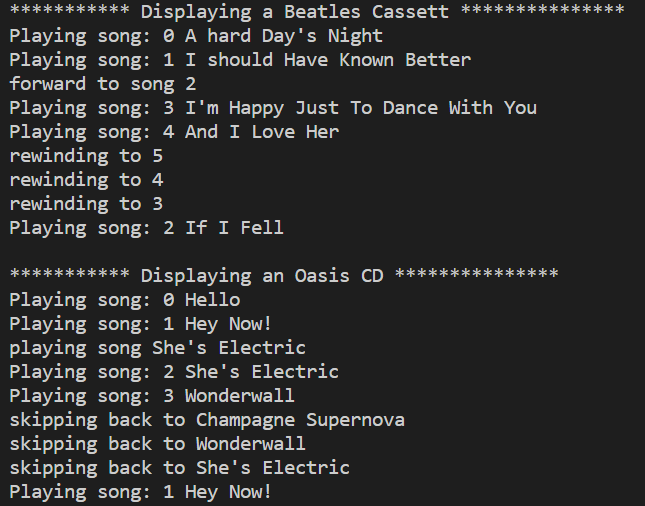 *********** Displaying a Beatles Cassett ***************
Playing song: 0 A hard Day's Night
Playing song: 1 I should Have Known Better
forward to song 2
Playing song: 3 I'm Happy Just To Dance With You
Playing song: 4 And I Love Her
rewinding to 5
rewinding to 4
rewinding to 3
Playing song: 2 If I Fell
*********** Displaying an Oasis CD ***************
Playing song: 0 Hello
Playing song: 1 Hey Now!
playing song She's Electric
Playing song: 2 She's Electric
Playing song: 3 Wonderwall
skipping back to Champagne Supernova
skipping back to Wonderwall
skipping back to She's Electric
Playing song: 1 Hey Now!